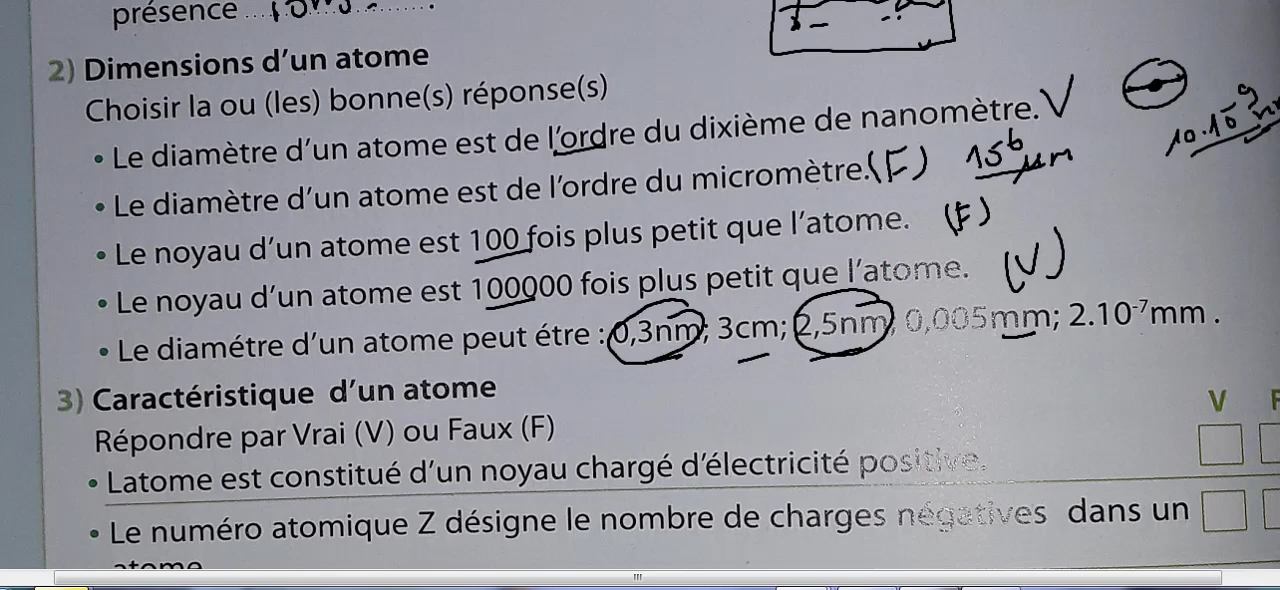 présence
2) Dimensions d'un atome
Choisir la ou (les) bonne(s) réponse(s)
• Le diamètre d'un atome est de l'ordre du dixième de nanomètre. V
• Le diamètre d'un atome est de l'ordre du micromètre. (F)
• Le noyau d'un atome est 100 fois plus petit que l'atome. (F)
• Le noyau d'un atome est 100000 fois plus petit que l'atome. (V)
• Le diamétre d'un atome peut étre : 0,3nm; 3cm; 2,5nm; 0,005mm; 2.10⁻⁷mm .
3) Caractéristique d'un atome
V F
Répondre par Vrai (V) ou Faux (F)
• Latome est constitué d'un noyau chargé d'électricité positive.
• Le numéro atomique Z désigne le nombre de charges négatives dans un
atome